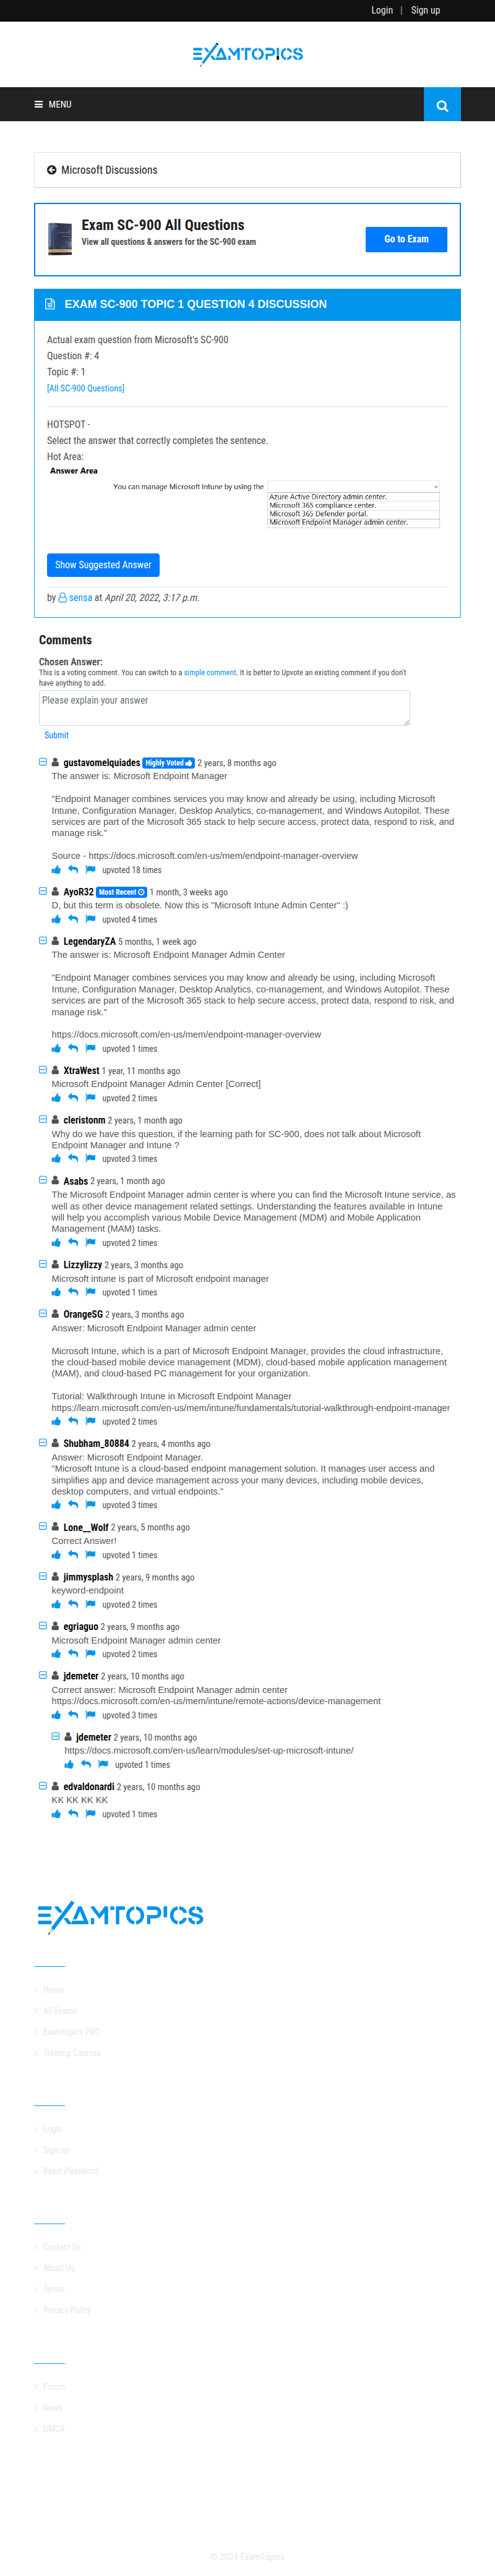 Login | Sign up
EXAMTOPICS
MENU
Microsoft Discussions
Exam SC-900 All Questions
View all questions & answers for the SC-900 exam
Go to Exam
EXAM SC-900 TOPIC 1 QUESTION 4 DISCUSSION
Actual exam question from Microsoft's SC-900
Question #: 4
Topic #: 1
[All SC-900 Questions]
HOTSPOT -
Select the answer that correctly completes the sentence.
Hot Area:
Answer Area
You can manage Microsoft Intune by using the
Azure Active Directory admin center.
Microsoft 365 compliance center.
Microsoft 365 Defender portal.
Microsoft Endpoint Manager admin center.
Show Suggested Answer
by sensa at April 20, 2022, 3:17 p.m.
Comments
Chosen Answer:
This is a voting comment. You can switch to a simple comment. It is better to Upvote an existing comment if you don't
have anything to add.
Please explain your answer
Submit
gustavomelquiades Highly Voted 2 years, 8 months ago
The answer is: Microsoft Endpoint Manager
"Endpoint Manager combines services you may know and already be using, including Microsoft
Intune, Configuration Manager, Desktop Analytics, co-management, and Windows Autopilot. These
services are part of the Microsoft 365 stack to help secure access, protect data, respond to risk, and
manage risk."
Source - https://docs.microsoft.com/en-us/mem/endpoint-manager-overview
upvoted 18 times
AyoR32 Most Recent 1 month, 3 weeks ago
D, but this term is obsolete. Now this is "Microsoft Intune Admin Center" :)
upvoted 4 times
LegendaryZA 5 months, 1 week ago
The answer is: Microsoft Endpoint Manager Admin Center
"Endpoint Manager combines services you may know and already be using, including Microsoft
Intune, Configuration Manager, Desktop Analytics, co-management, and Windows Autopilot. These
services are part of the Microsoft 365 stack to help secure access, protect data, respond to risk, and
manage risk."
https://docs.microsoft.com/en-us/mem/endpoint-manager-overview
upvoted 1 times
XtraWest 1 year, 11 months ago
Microsoft Endpoint Manager Admin Center [Correct]
upvoted 2 times
cleristonm 2 years, 1 month ago
Why do we have this question, if the learning path for SC-900, does not talk about Microsoft
Endpoint Manager and Intune ?
upvoted 3 times
Asabs 2 years, 1 month ago
The Microsoft Endpoint Manager admin center is where you can find the Microsoft Intune service, as
well as other device management related settings. Understanding the features available in Intune
will help you accomplish various Mobile Device Management (MDM) and Mobile Application
Management (MAM) tasks.
upvoted 2 times
Lizzylizzy 2 years, 3 months ago
Microsoft intune is part of Microsoft endpoint manager
upvoted 1 times
OrangeSG 2 years, 3 months ago
Answer: Microsoft Endpoint Manager admin center
Microsoft Intune, which is a part of Microsoft Endpoint Manager, provides the cloud infrastructure,
the cloud-based mobile device management (MDM), cloud-based mobile application management
(MAM), and cloud-based PC management for your organization.
Tutorial: Walkthrough Intune in Microsoft Endpoint Manager
https://learn.microsoft.com/en-us/mem/intune/fundamentals/tutorial-walkthrough-endpoint-manager
upvoted 2 times
Shubham_80884 2 years, 4 months ago
Answer: Microsoft Endpoint Manager.
"Microsoft Intune is a cloud-based endpoint management solution. It manages user access and
simplifies app and device management across your many devices, including mobile devices,
desktop computers, and virtual endpoints."
upvoted 3 times
Lone__Wolf 2 years, 5 months ago
Correct Answer!
upvoted 1 times
jimmysplash 2 years, 9 months ago
keyword-endpoint
upvoted 2 times
egriaguo 2 years, 9 months ago
Microsoft Endpoint Manager admin center
upvoted 2 times
jdemeter 2 years, 10 months ago
Correct answer: Microsoft Endpoint Manager admin center
https://docs.microsoft.com/en-us/mem/intune/remote-actions/device-management
upvoted 3 times
jdemeter 2 years, 10 months ago
https://docs.microsoft.com/en-us/learn/modules/set-up-microsoft-intune/
upvoted 1 times
edvaldonardi 2 years, 10 months ago
KK KK KK KK
upvoted 1 times
EXAMTOPICS
Home
All Exams
Examtopics PRO
Training Courses
Login
Sign up
Reset Password
Contact Us
About Us
Terms
Privacy Policy
Forum
News
DMCA
© 2024 ExamTopics